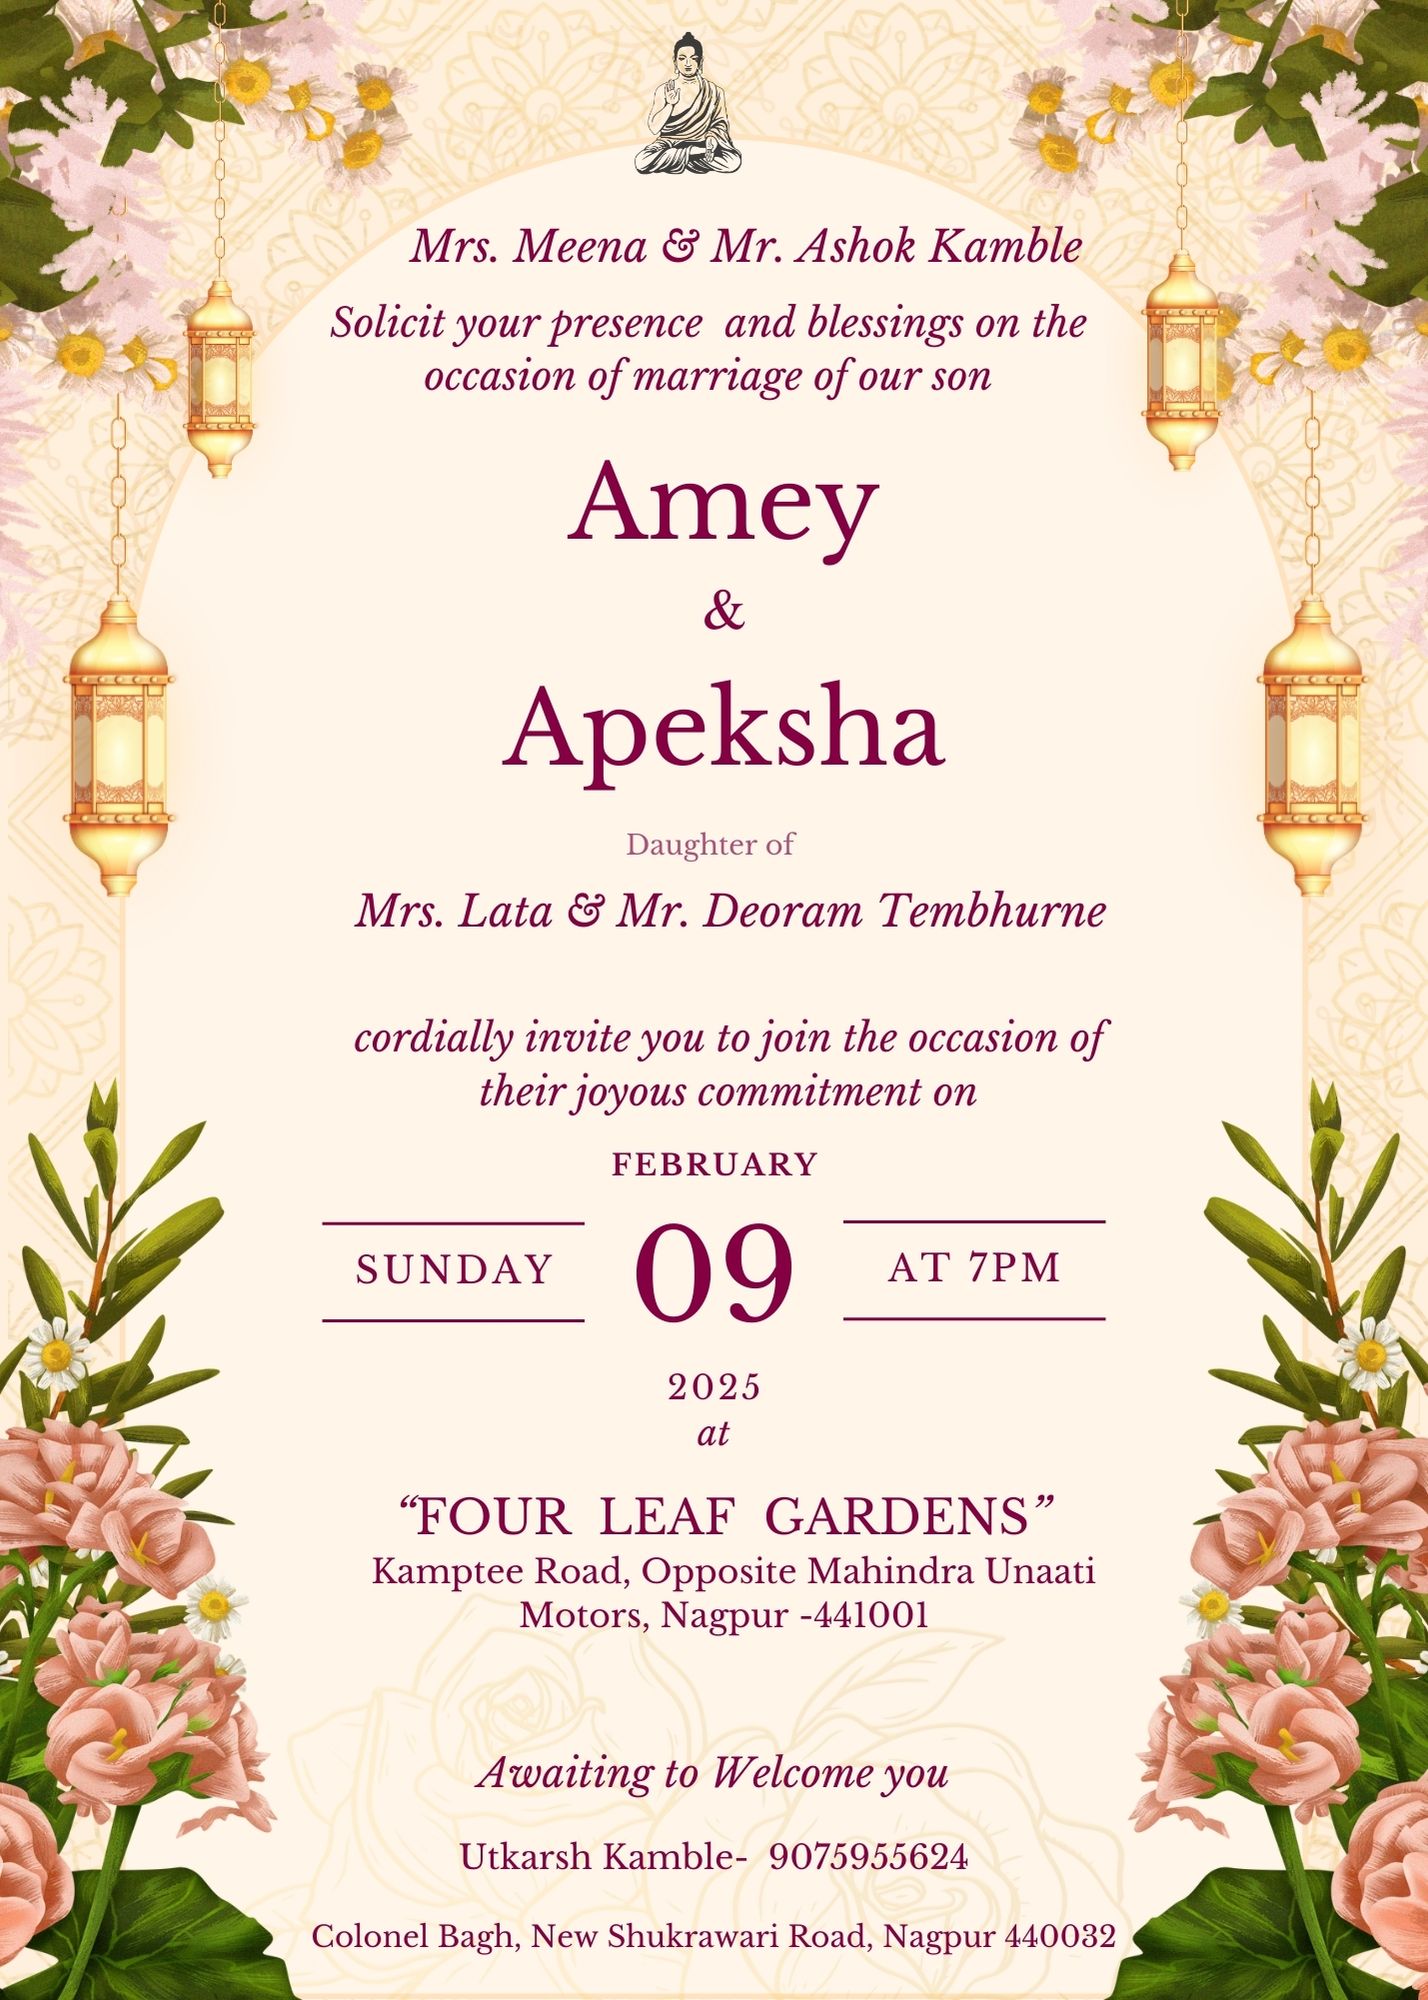 Mrs. Meena & Mr. Ashok Kamble
Solicit your presence and blessings on the
occasion of marriage of our son
Amey
&
Apeksha
Daughter of
Mrs. Lata & Mr. Deoram Tembhurne
cordially invite you to join the occasion of
their joyous commitment on
FEBRUARY
SUNDAY 09 AT 7PM
2025
at
“FOUR LEAF GARDENS”
Kamptee Road, Opposite Mahindra Unaati
Motors, Nagpur -441001
Awaiting to Welcome you
Utkarsh Kamble- 9075955624
Colonel Bagh, New Shukrawari Road, Nagpur 440032